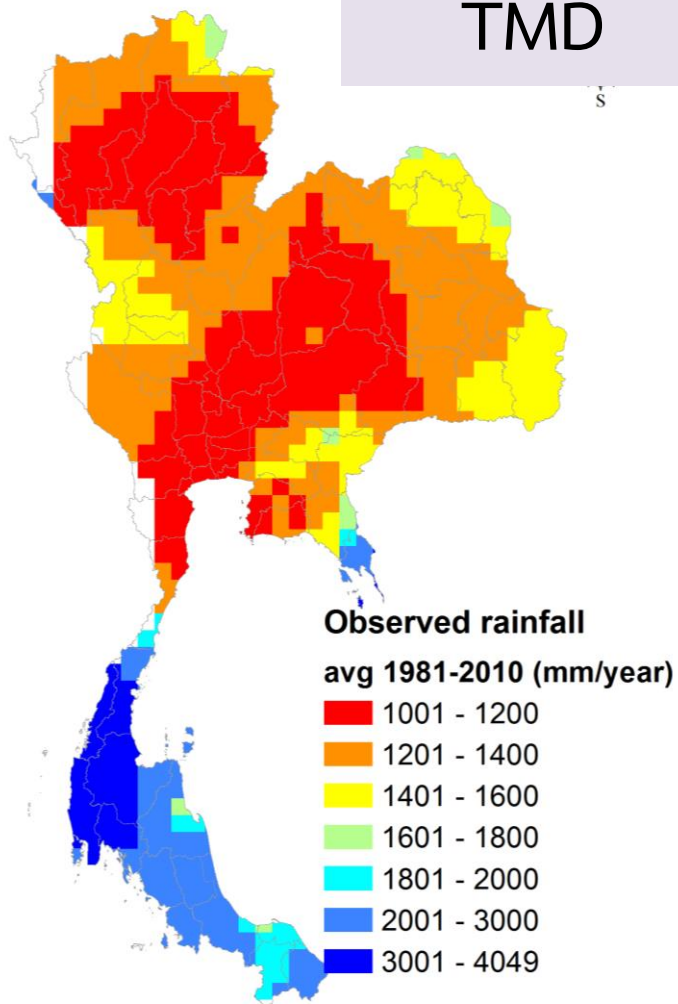 TMD
S
Observed rainfall
avg 1981-2010 (mm/year)
1001 - 1200
1201 - 1400
1401 - 1600
1601 - 1800
1801 - 2000
2001 - 3000
3001 - 4049